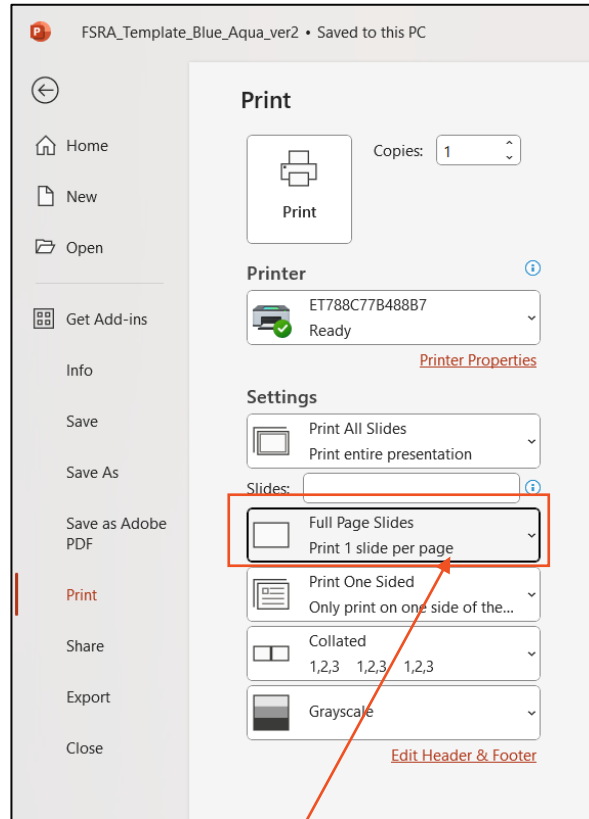 FSRA_Template_Blue_Aqua_ver2 • Saved to this PC
Print
Home
New
Open
Get Add-ins
Info
Save
Save As
Save as Adobe
PDF
Print
Share
Export
Close
Copies: 1
Print
Printer
ET788C77B488B7
Ready
Printer Properties
Settings
Print All Slides
Print entire presentation
Slides:
Full Page Slides
Print 1 slide per page
Print One Sided
Only print on one side of the...
Collated
1,2,3 1,2,3 1,2,3
Grayscale
Edit Header & Footer